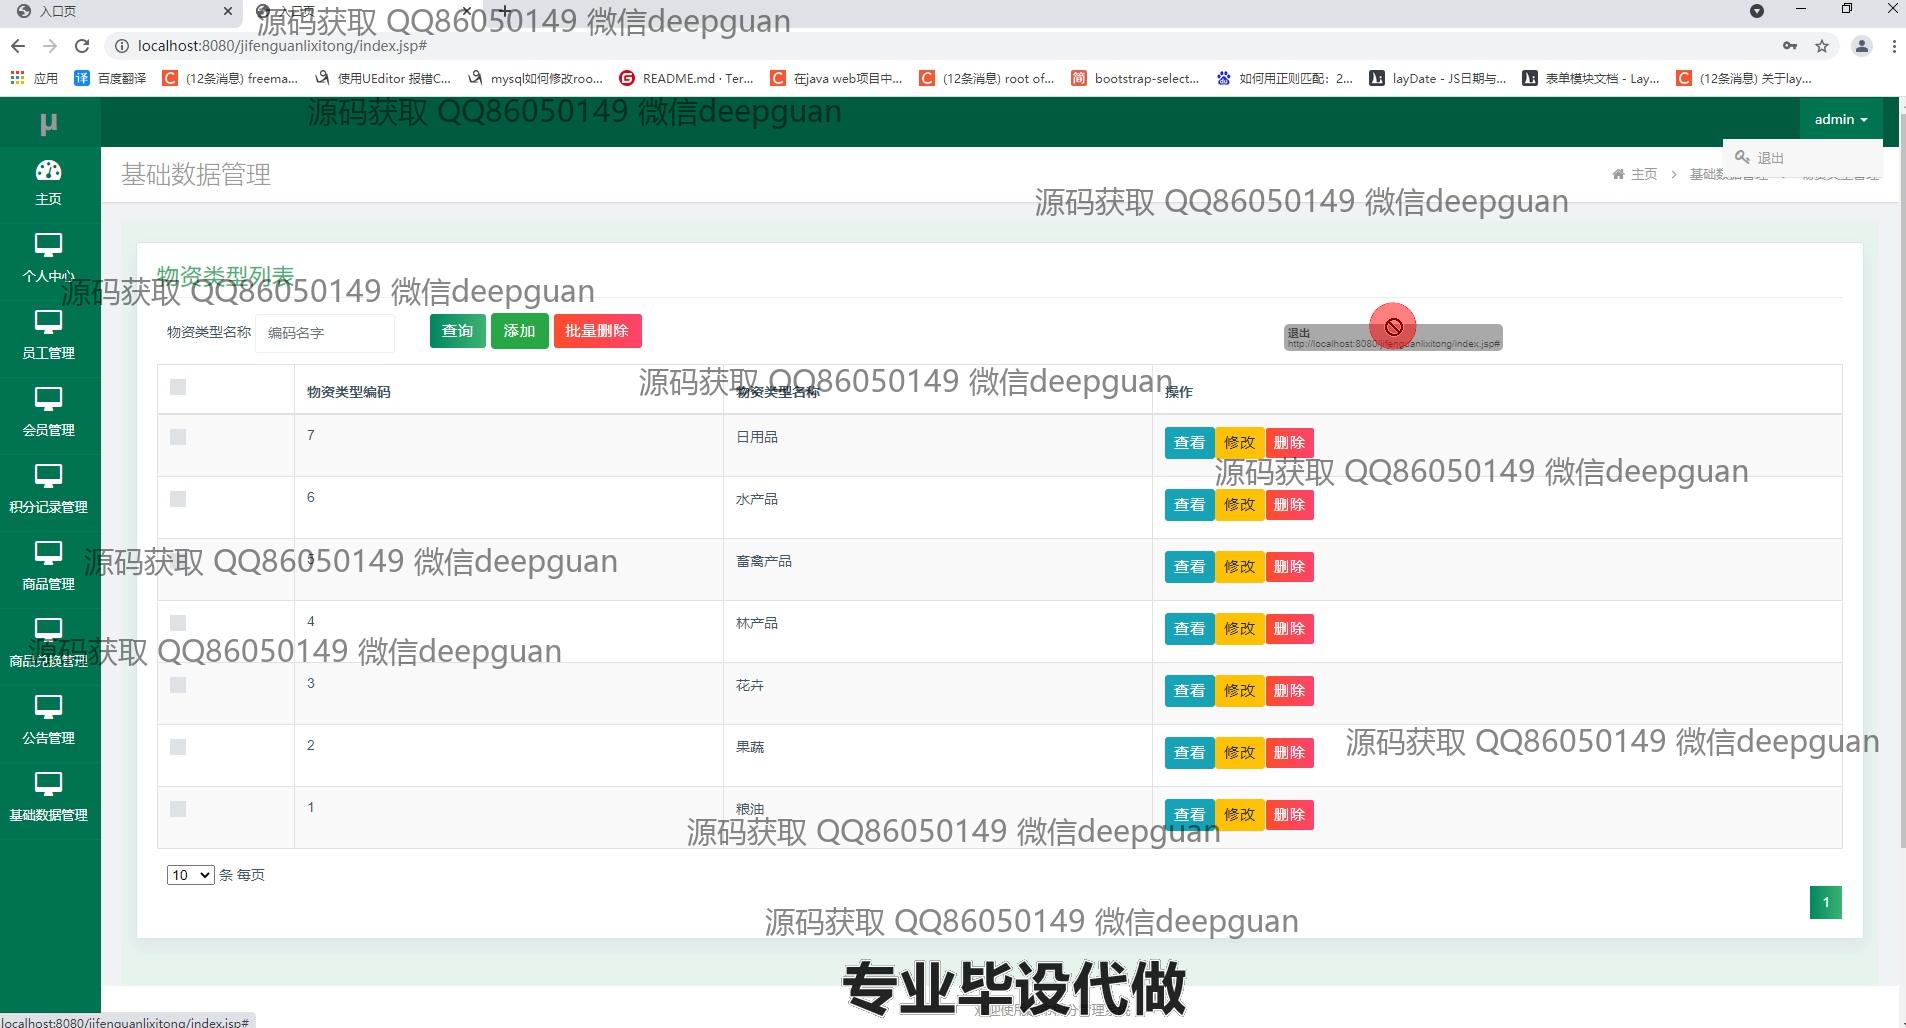 入口页
入口页
源码获取 QQ86050149 微信deepguan
localhost:8080/jifenguanlixitong/index.jsp#
应用
百度翻译
(12条消息) freema...
使用UEditor 报错C...
mysql如何修改roo...
README.md · Ter...
在java web项目中...
(12条消息) root of...
bootstrap-select...
如何用正则匹配：2...
layDate - JS日期与...
表单模块文档 - Lay...
(12条消息) 关于lay...
源码获取 QQ86050149 微信deepguan
μ
admin
退出
主页
基础数据管理
主页
源码获取 QQ86050149 微信deepguan
个人中心
物资类型列表
源码获取 QQ86050149 微信deepguan
物资类型名称
编码名字
查询
添加
批量删除
退出
http://localhost:8080/jifenguanlixitong/index.jsp#
员工管理
源码获取 QQ86050149 微信deepguan
物资类型编码
物资类型名称
操作
会员管理
7
日用品
查看
修改
删除
源码获取 QQ86050149 微信deepguan
6
水产品
查看
修改
删除
积分记录管理
5
畜禽产品
查看
修改
删除
源码获取 QQ86050149 微信deepguan
商品管理
4
林产品
查看
修改
删除
源码获取 QQ86050149 微信deepguan
商品兑换管理
3
花卉
查看
修改
删除
公告管理
2
果蔬
查看
修改
删除
源码获取 QQ86050149 微信deepguan
基础数据管理
1
粮油
查看
修改
删除
源码获取 QQ86050149 微信deepguan
10
条 每页
1
源码获取 QQ86050149 微信deepguan
专业毕设代做
localhost:8080/jifenguanlixitong/index.jsp#